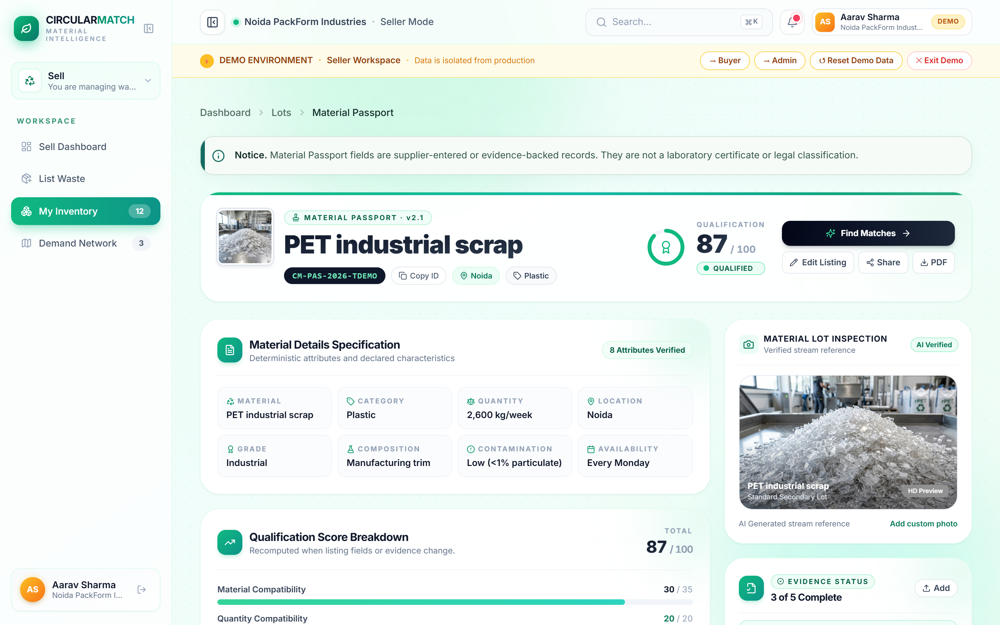 CIRCULARMATCH
MATERIAL
INTELLIGENCE
Sell
You are managing wa...
WORKSPACE
Sell Dashboard
List Waste
My Inventory 12
Demand Network 3
AS Aarav Sharma
Noida PackForm I...
Noida PackForm Industries · Seller Mode
Search... ⌘K
AS Aarav Sharma DEMO
Noida PackForm Indust...
DEMO ENVIRONMENT · Seller Workspace · Data is isolated from production
→ Buyer → Admin ↺ Reset Demo Data ✕ Exit Demo
Dashboard > Lots > Material Passport
Notice. Material Passport fields are supplier-entered or evidence-backed records. They are not a laboratory certificate or legal classification.
MATERIAL PASSPORT · v2.1
PET industrial scrap
CM-PAS-2026-TDEMO Copy ID Noida Plastic
QUALIFICATION
87 / 100
QUALIFIED
Find Matches →
Edit Listing Share PDF
Material Details Specification
Deterministic attributes and declared characteristics
8 Attributes Verified
MATERIAL CATEGORY QUANTITY LOCATION
PET industrial scrap Plastic 2,600 kg/week Noida
GRADE COMPOSITION CONTAMINATION AVAILABILITY
Industrial Manufacturing trim Low (<1% particulate) Every Monday
Qualification Score Breakdown
Recomputed when listing fields or evidence change.
TOTAL
87 / 100
Material Compatibility 30 / 35
Quantity Compatibility 20 / 20
MATERIAL LOT INSPECTION
Verified stream reference
AI Verified
rPET
rPET
PET industrial scrap
Standard Secondary Lot
HD Preview
AI Generated stream reference Add custom photo
EVIDENCE STATUS
3 of 5 Complete
Add